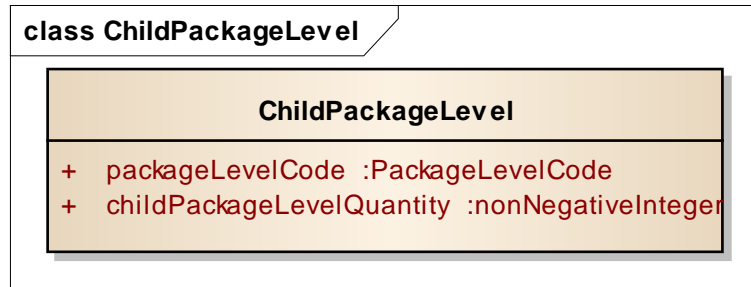 class ChildPackageLevel
ChildPackageLevel
+ packageLevelCode :PackageLevelCode
+ childPackageLevelQuantity :nonNegativeInteger